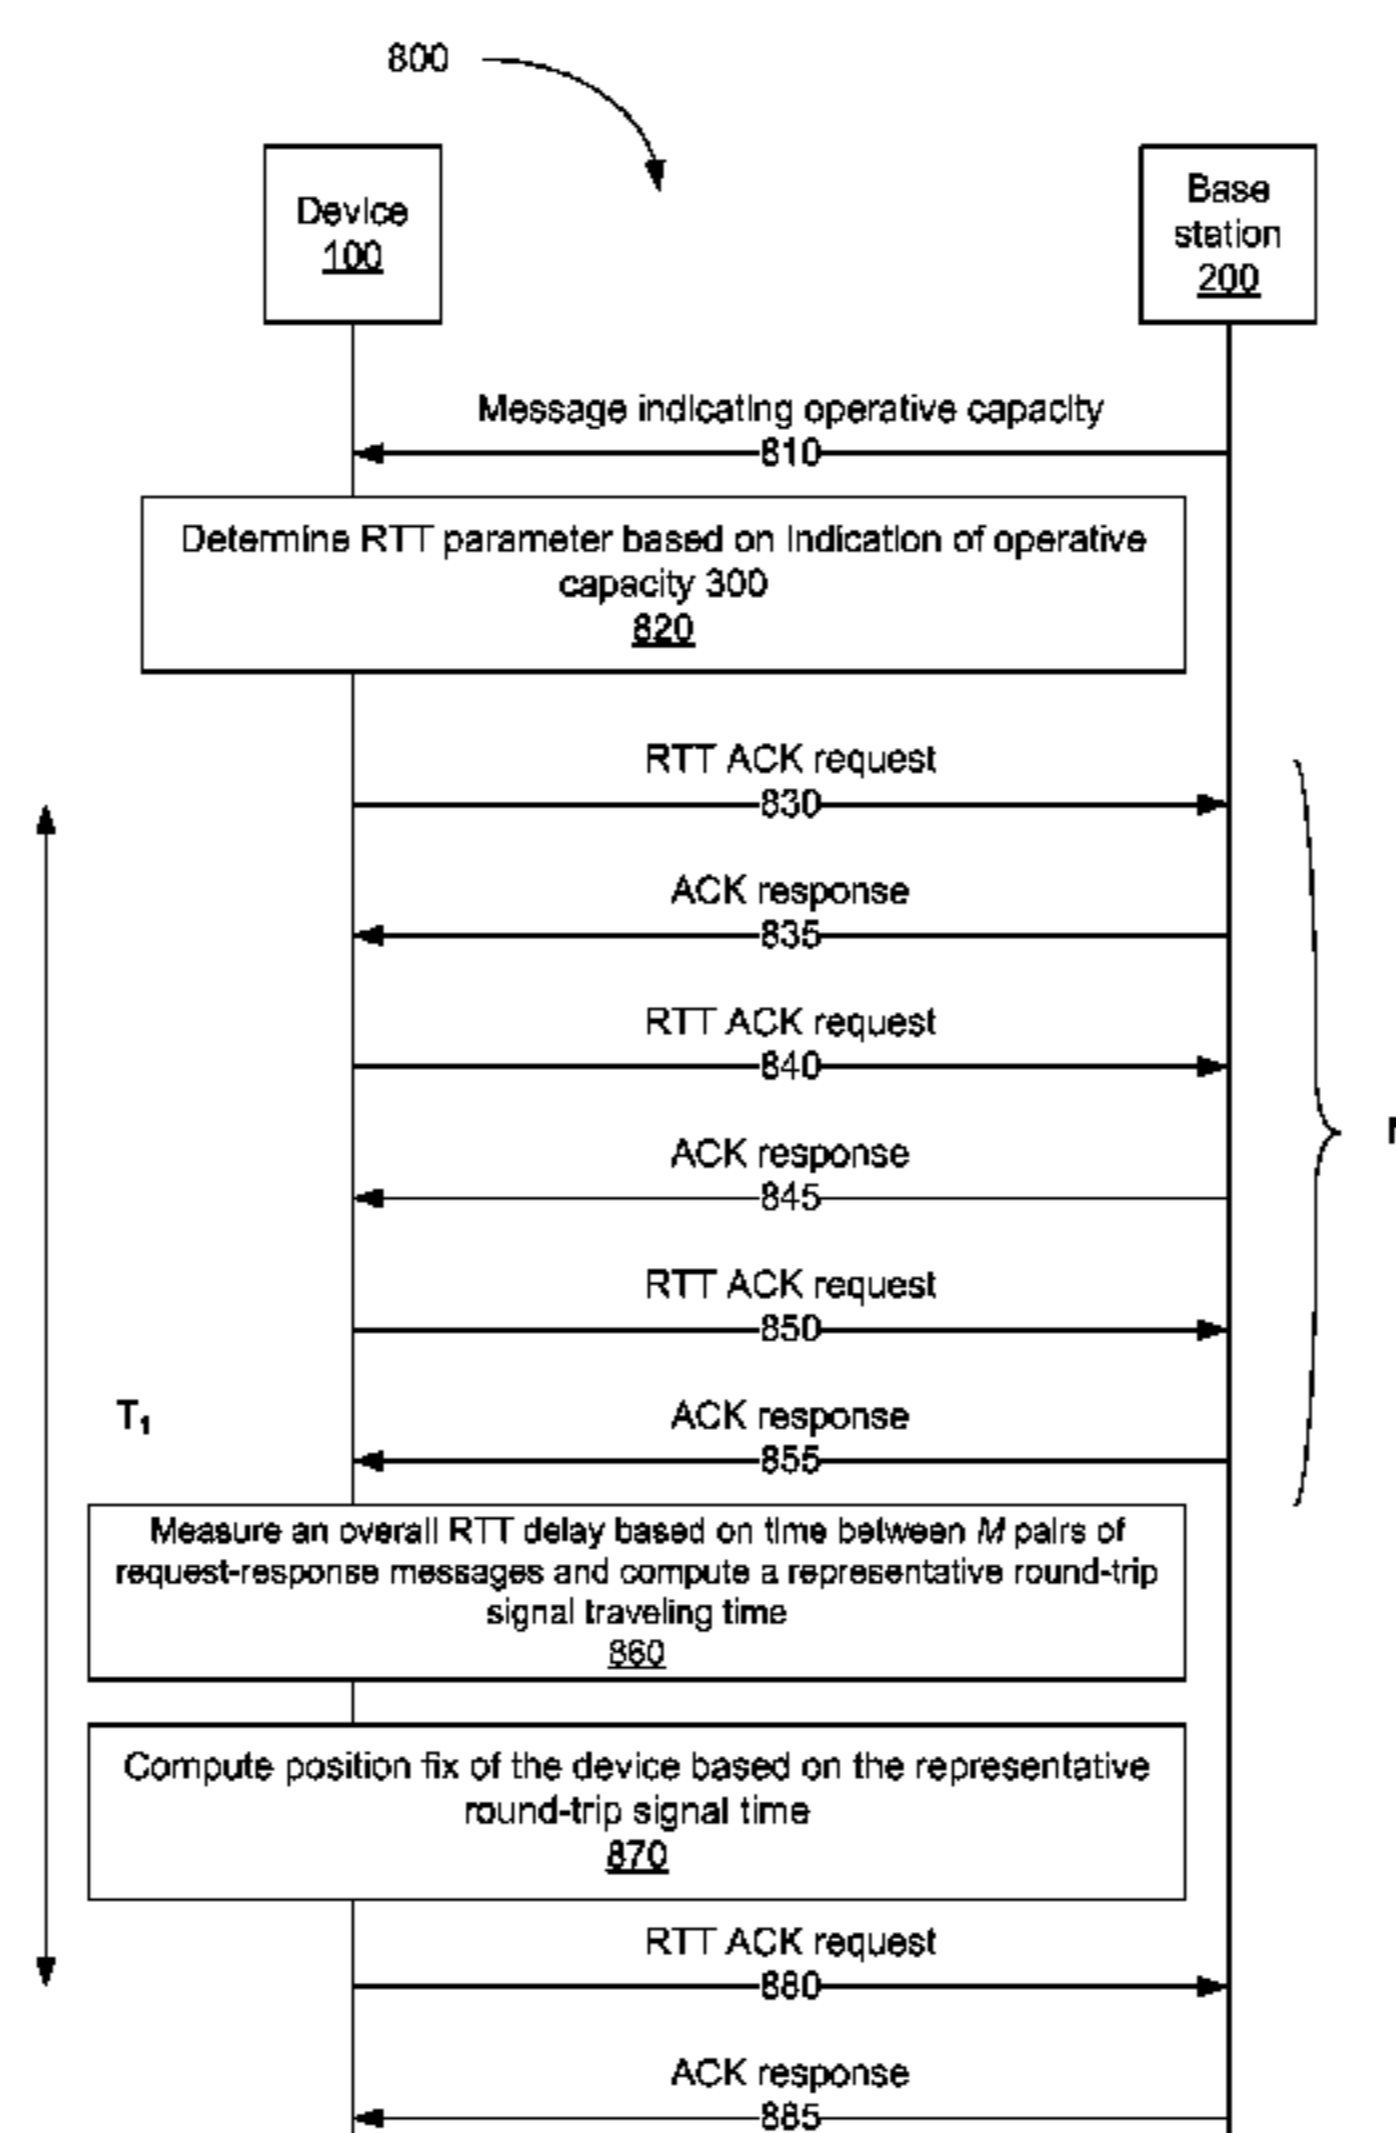 800
Device
100
Base
station
200
Message indicating operative capacity
810
Determine RTT parameter based on indication of operative
capacity 300
820
RTT ACK request
830
ACK response
835
RTT ACK request
840
ACK response
845
RTT ACK request
850
T₁
ACK response
855
Measure an overall RTT delay based on time between M pairs of
request-response messages and compute a representative round-trip
signal traveling time
860
Compute position fix of the device based on the representative
round-trip signal time
870
RTT ACK request
880
ACK response
885